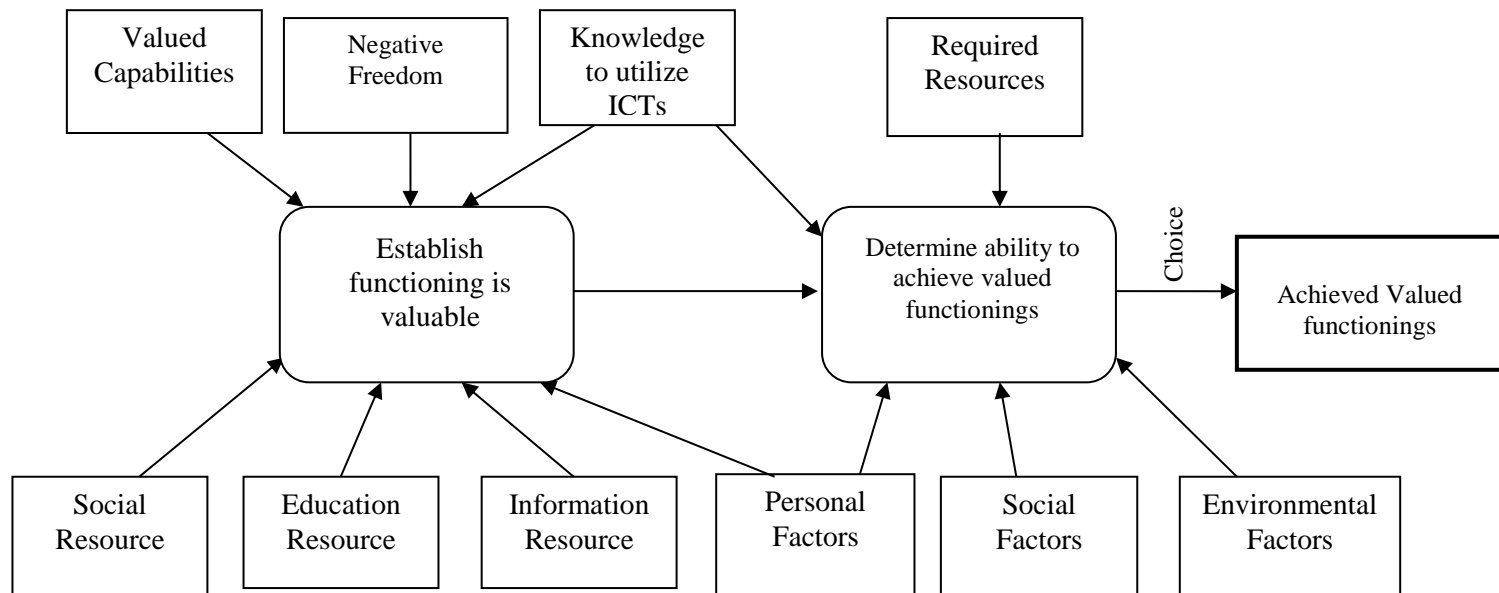 Valued
Capabilities
Negative
Freedom
Knowledge
to utilize
ICTs
Required
Resources
Establish
functioning is
valuable
Determine ability to
achieve valued
functionings
Choice
Achieved Valued
functionings
Social
Resource
Education
Resource
Information
Resource
Personal
Factors
Social
Factors
Environmental
Factors